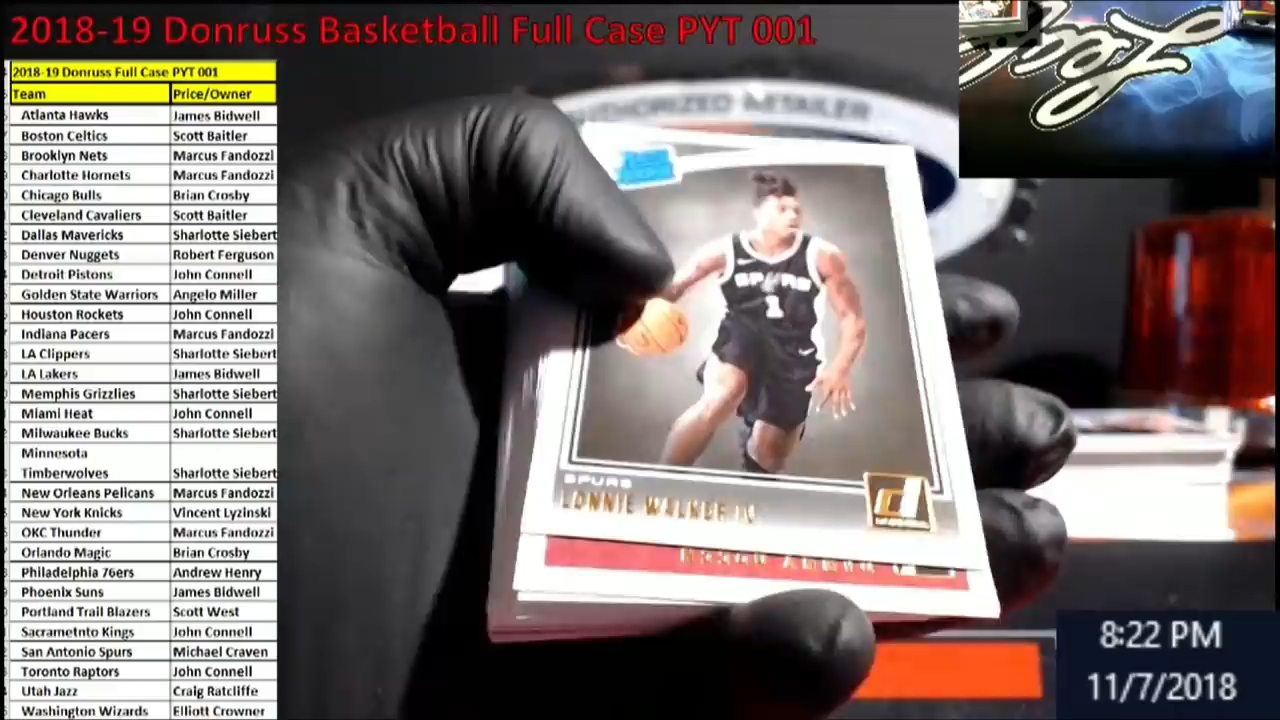 2018-19 Donruss Basketball Full Case PYT 001
2018-19 Donruss Full Case PYT 001
Team Price/Owner
Atlanta Hawks James Bidwell
Boston Celtics Scott Baitler
Brooklyn Nets Marcus Fandozzi
Charlotte Hornets Marcus Fandozzi
Chicago Bulls Brian Crosby
Cleveland Cavaliers Scott Baitler
Dallas Mavericks Sharlotte Siebert
Denver Nuggets Robert Ferguson
Detroit Pistons John Connell
Golden State Warriors Angelo Miller
Houston Rockets John Connell
Indiana Pacers Marcus Fandozzi
LA Clippers Sharlotte Siebert
LA Lakers James Bidwell
Memphis Grizzlies Sharlotte Siebert
Miami Heat John Connell
Milwaukee Bucks Sharlotte Siebert
Minnesota
Timberwolves Sharlotte Siebert
New Orleans Pelicans Marcus Fandozzi
New York Knicks Vincent Lyzinski
OKC Thunder Marcus Fandozzi
Orlando Magic Brian Crosby
Philadelphia 76ers Andrew Henry
Phoenix Suns James Bidwell
Portland Trail Blazers Scott West
Sacrametnto Kings John Connell
San Antonio Spurs Michael Craven
Toronto Raptors John Connell
Utah Jazz Craig Ratcliffe
Washington Wizards Elliott Crowner
AUTHORIZED RETAILER
SPURS
1
SPURS
LONNIE WALKER IV
8:22 PM
11/7/2018